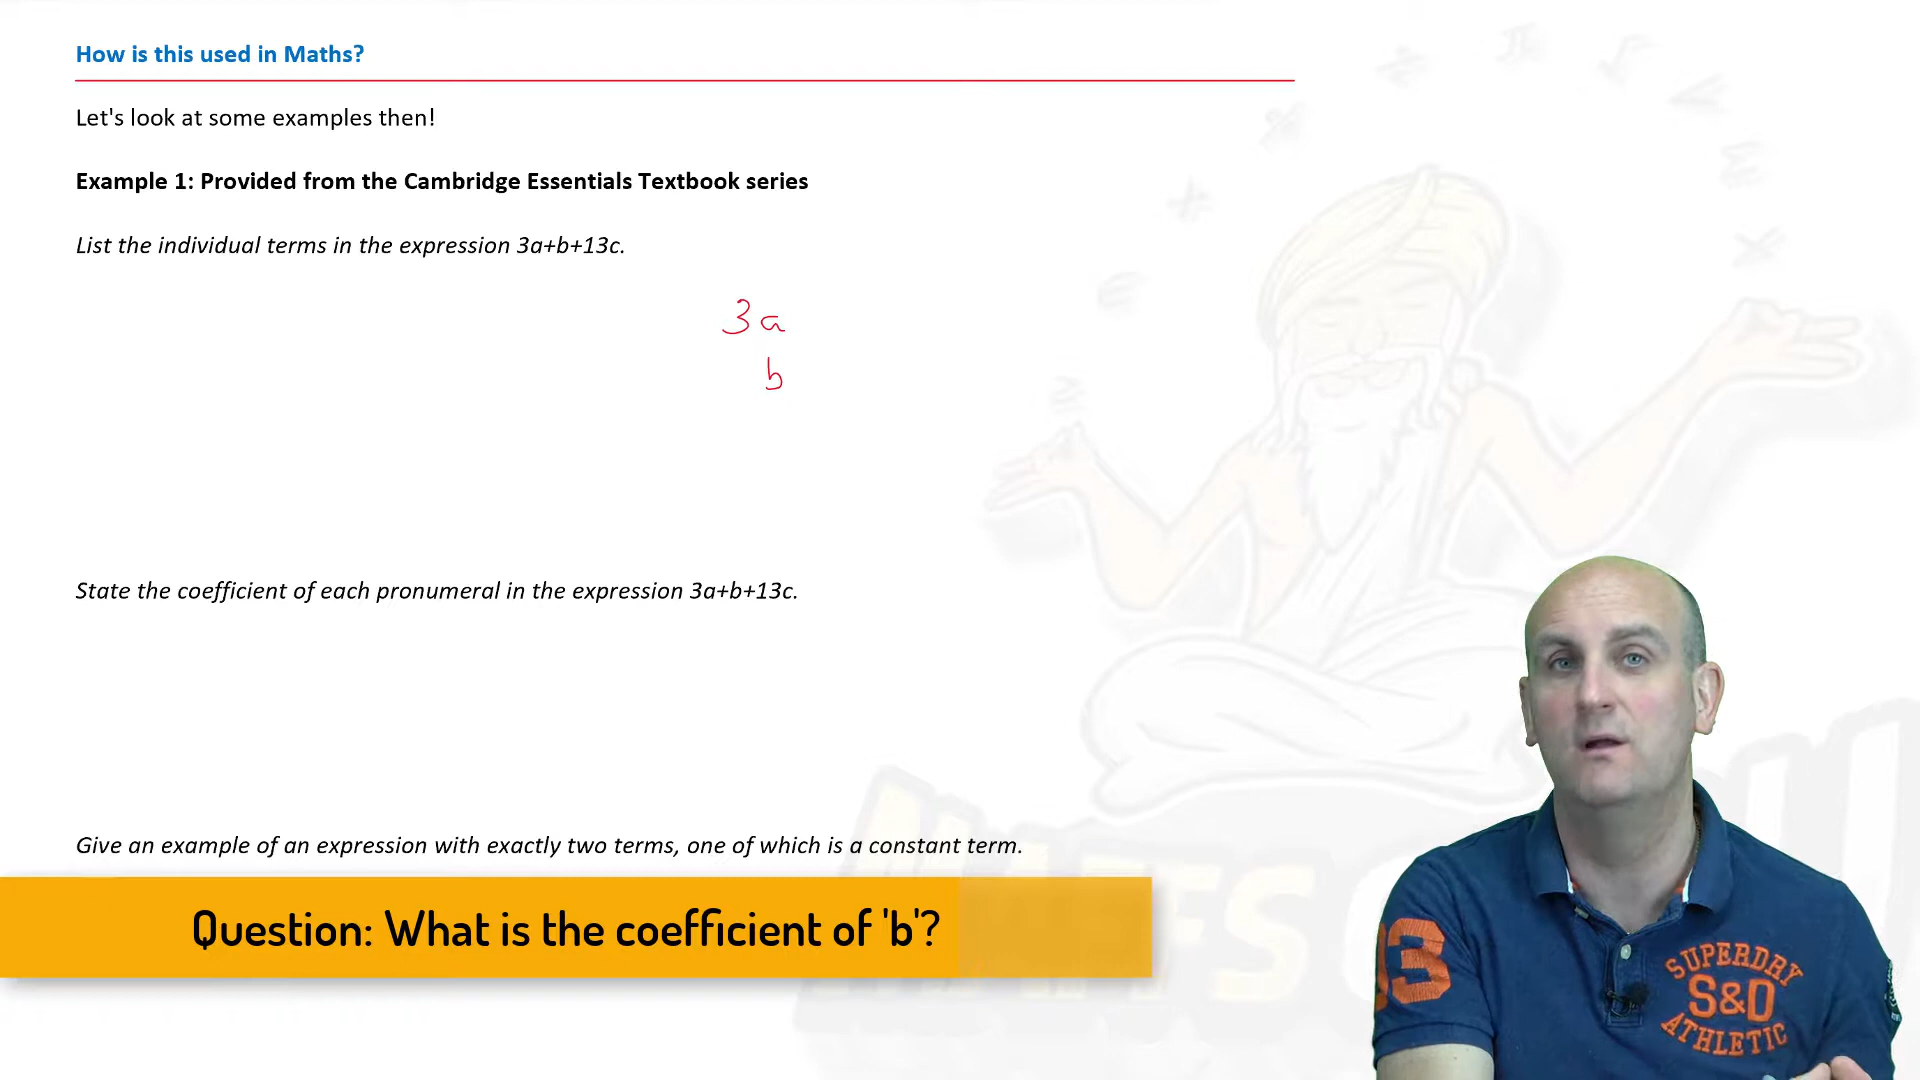 How is this used in Maths?
Let's look at some examples then!
Example 1: Provided from the Cambridge Essentials Textbook series
List the individual terms in the expression 3a+b+13c.
3a
b
State the coefficient of each pronumeral in the expression 3a+b+13c.
Give an example of an expression with exactly two terms, one of which is a constant term.
Question: What is the coefficient of 'b'?
SUPERDRY
S&D
ATHLETIC